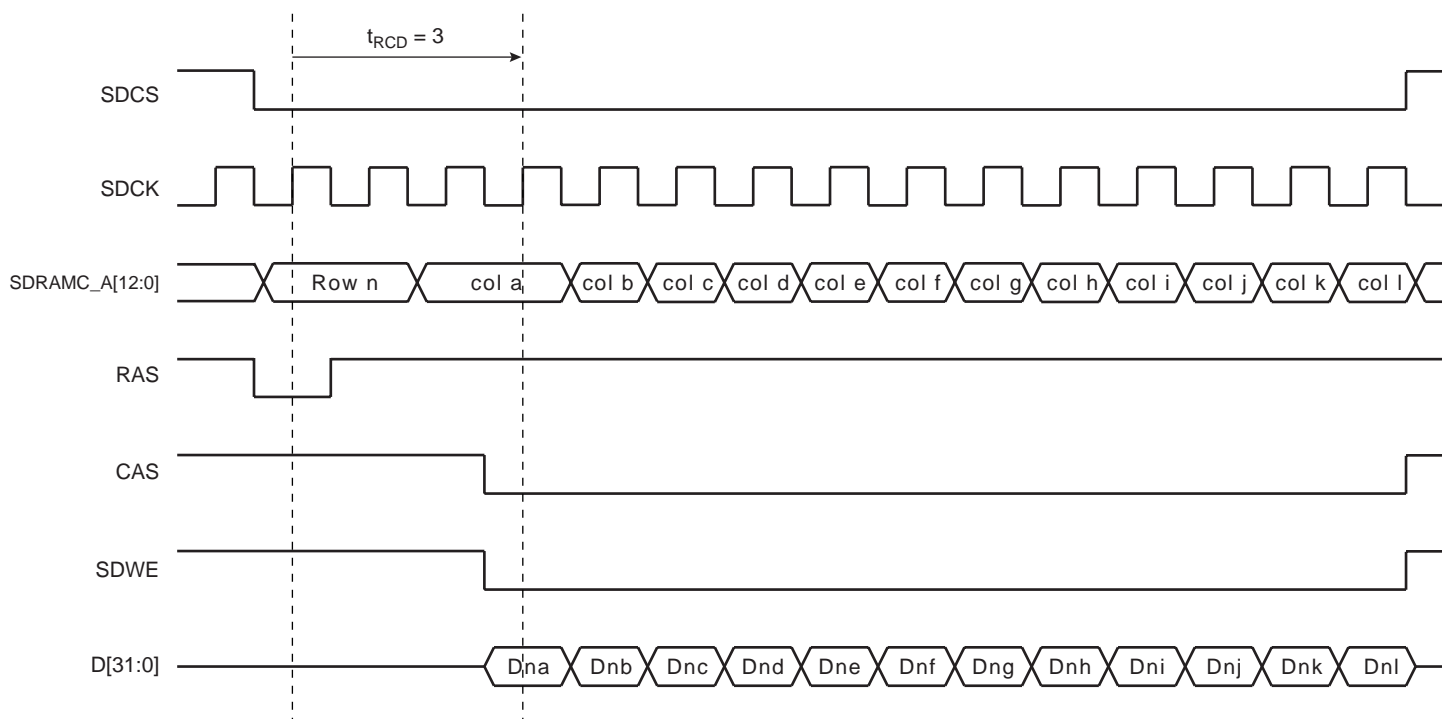 tRCD = 3
SDCS
SDCK
SDRAMC_A[12:0] Row n col a col b col c col d col e col f col g col h col i col j col k col l
RAS
CAS
SDWE
D[31:0] Dna Dnb Dnc Dnd Dne Dnf Dng Dnh Dni Dnj Dnk Dnl